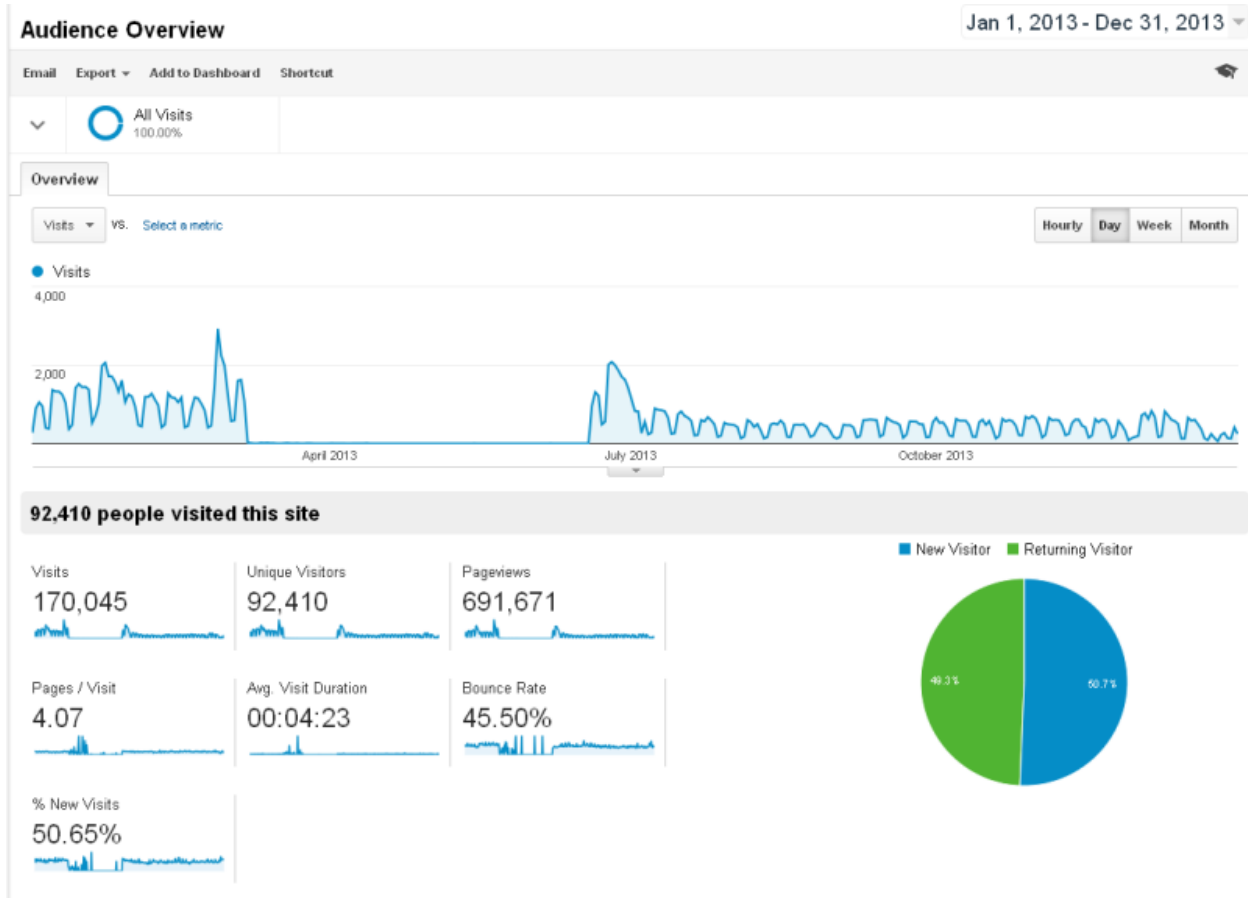 Audience Overview
Jan 1, 2013 - Dec 31, 2013
Email Export Add to Dashboard Shortcut
All Visits
100.00%
Overview
Visits VS. Select a metric
Hourly Day Week Month
Visits
4,000
2,000
April 2013 July 2013 October 2013
92,410 people visited this site
New Visitor Returning Visitor
Visits Unique Visitors Pageviews
170,045 92,410 691,671
49.3% 50.7%
Pages / Visit Avg. Visit Duration Bounce Rate
4.07 00:04:23 45.50%
% New Visits
50.65%